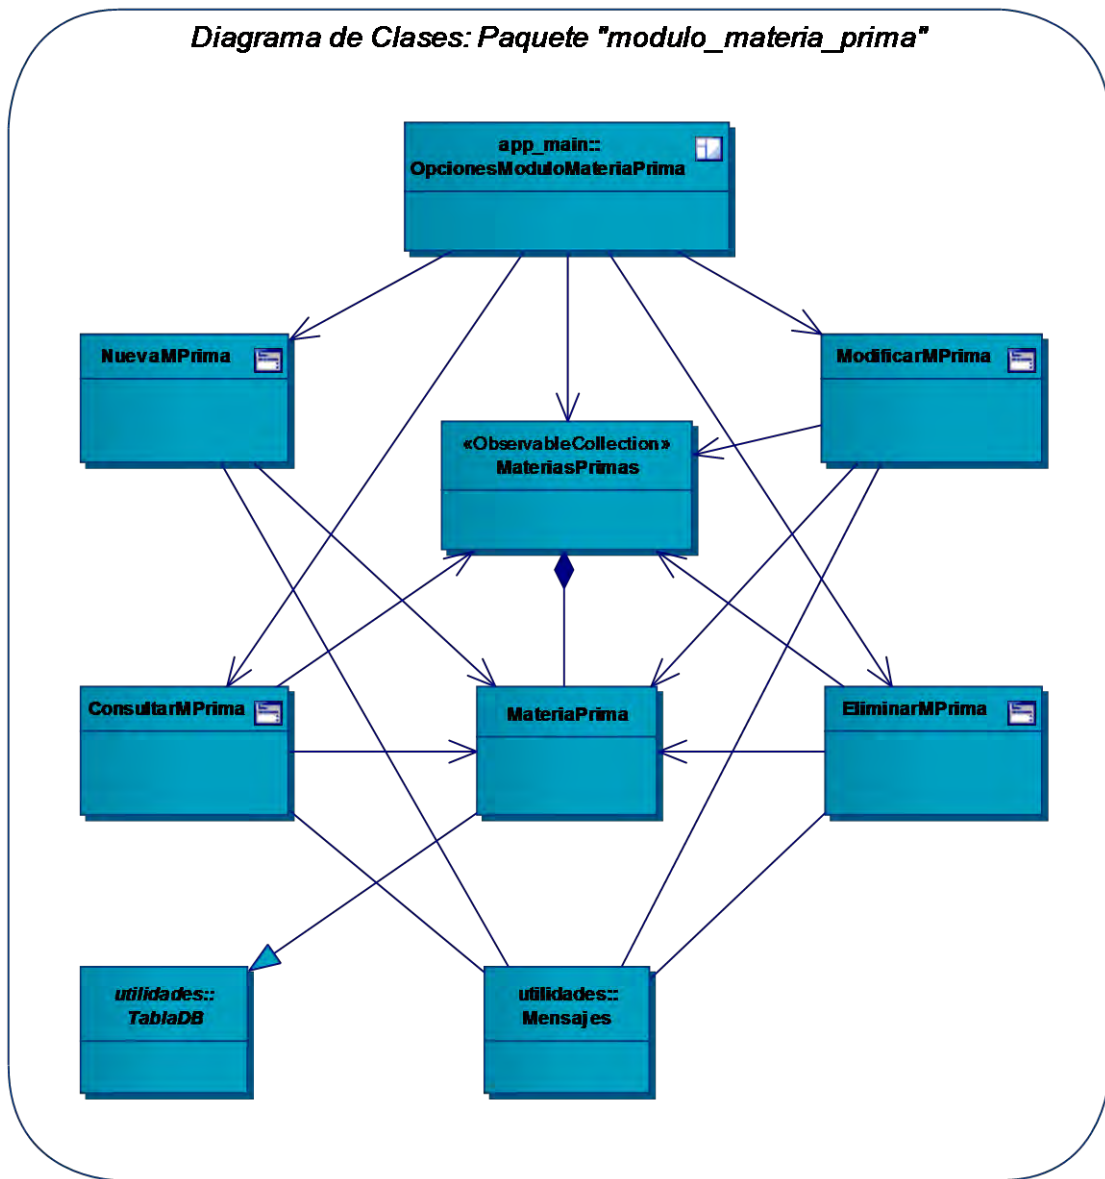 Diagrama de Clases: Paquete "modulo_materia_prima"
app_main::
OpcionesModuloMateriaPrima
NuevaMPrima
ModificarMPrima
«ObservableCollection»
MateriasPrimas
ConsultarMPrima
MateriaPrima
EliminarMPrima
utilidades::
TablaDB
utilidades::
Mensajes